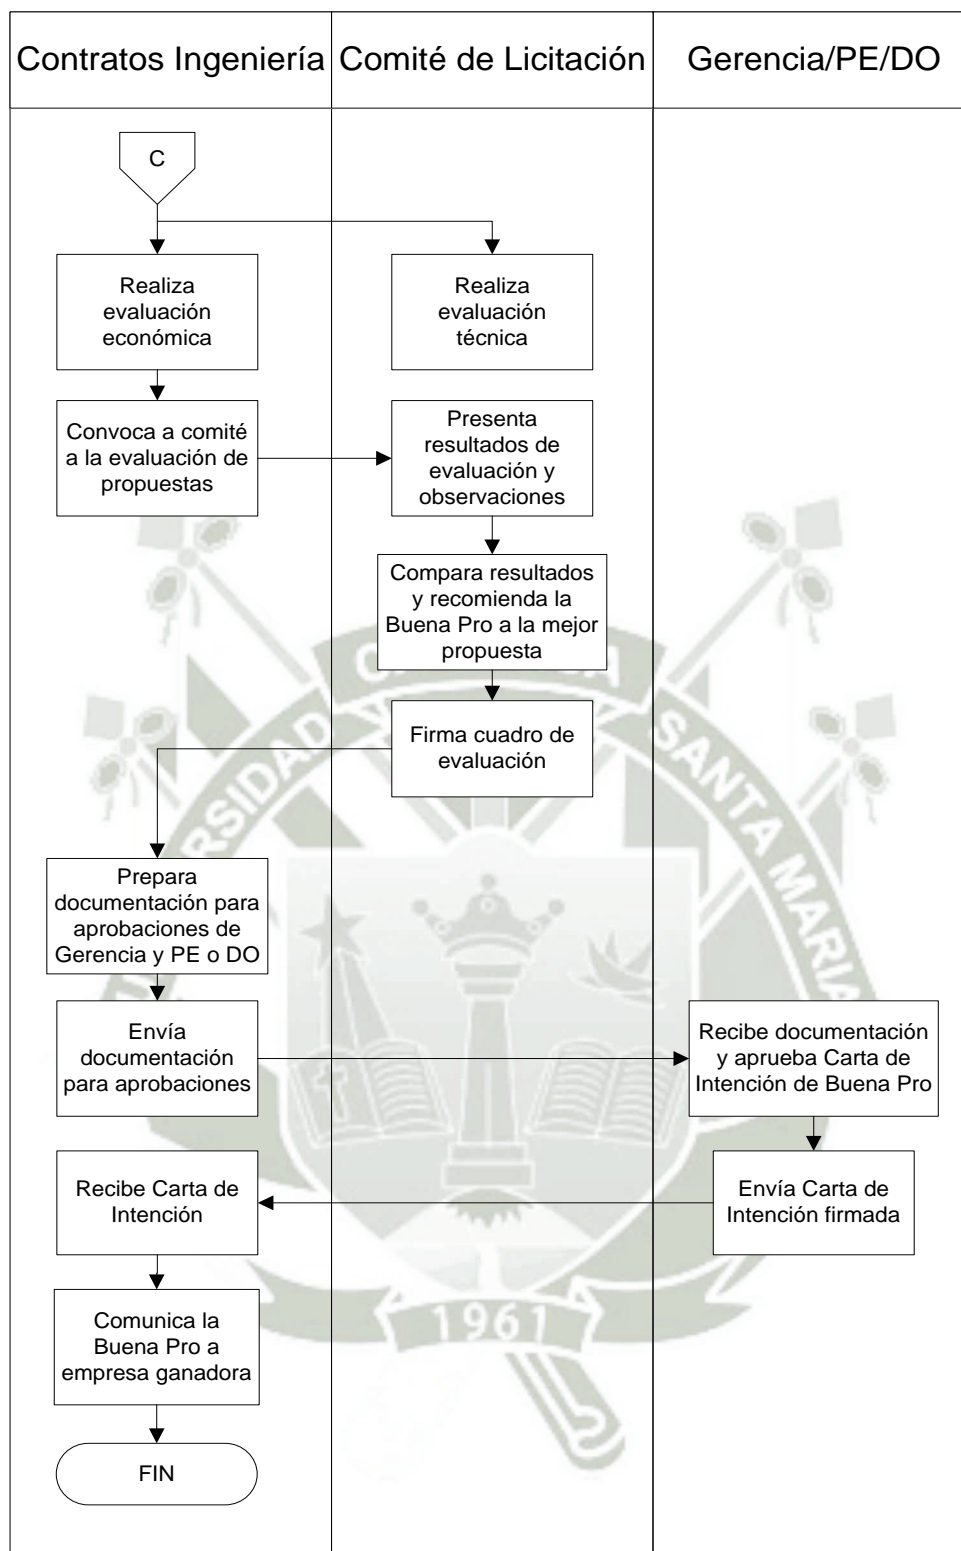 Contratos Ingeniería
Comité de Licitación
Gerencia/PE/DO
C
Realiza
evaluación
económica
Realiza
evaluación
técnica
Convoca a comité
a la evaluación de
propuestas
Presenta
resultados de
evaluación y
observaciones
Compara resultados
y recomienda la
Buena Pro a la mejor
propuesta
Firma cuadro de
evaluación
Prepara
documentación para
aprobaciones de
Gerencia y PE o DO
Envía
documentación
para aprobaciones
Recibe documentación
y aprueba Carta de
Intención de Buena Pro
Recibe Carta de
Intención
Envía Carta de
Intención firmada
Comunica la
Buena Pro a
empresa ganadora
FIN
SANTA MARIA
1961